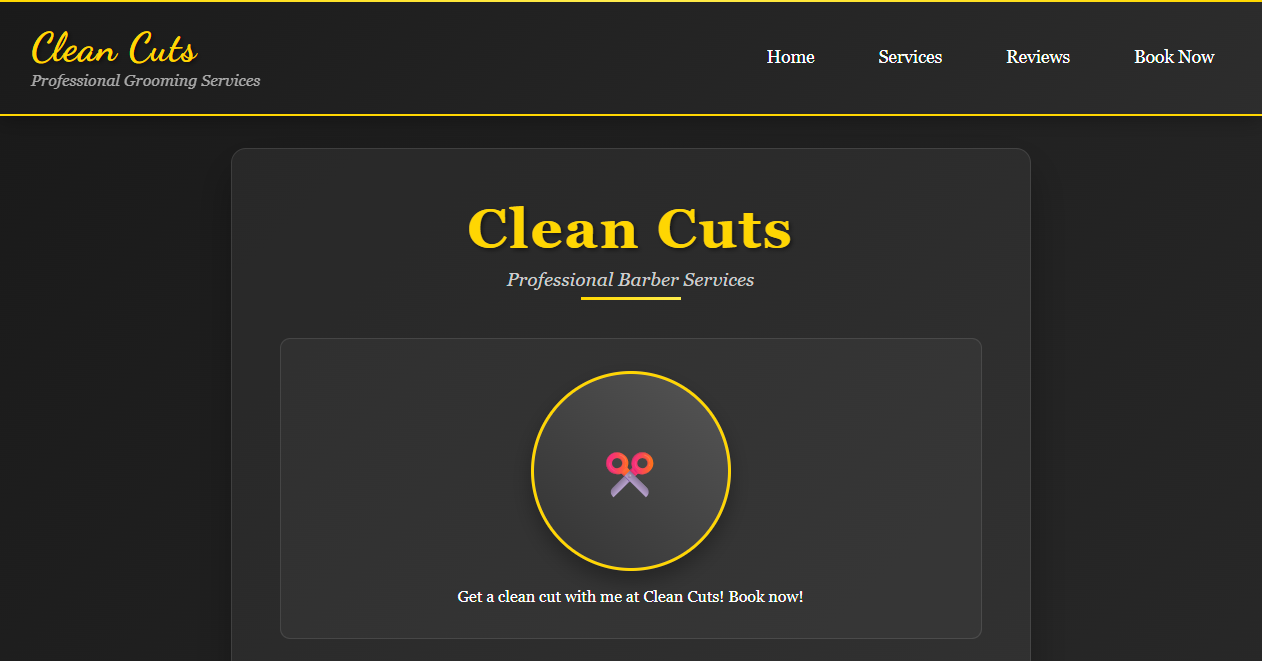 Clean Cuts
Professional Grooming Services
Home
Services
Reviews
Book Now
Clean Cuts
Professional Barber Services
Get a clean cut with me at Clean Cuts! Book now!